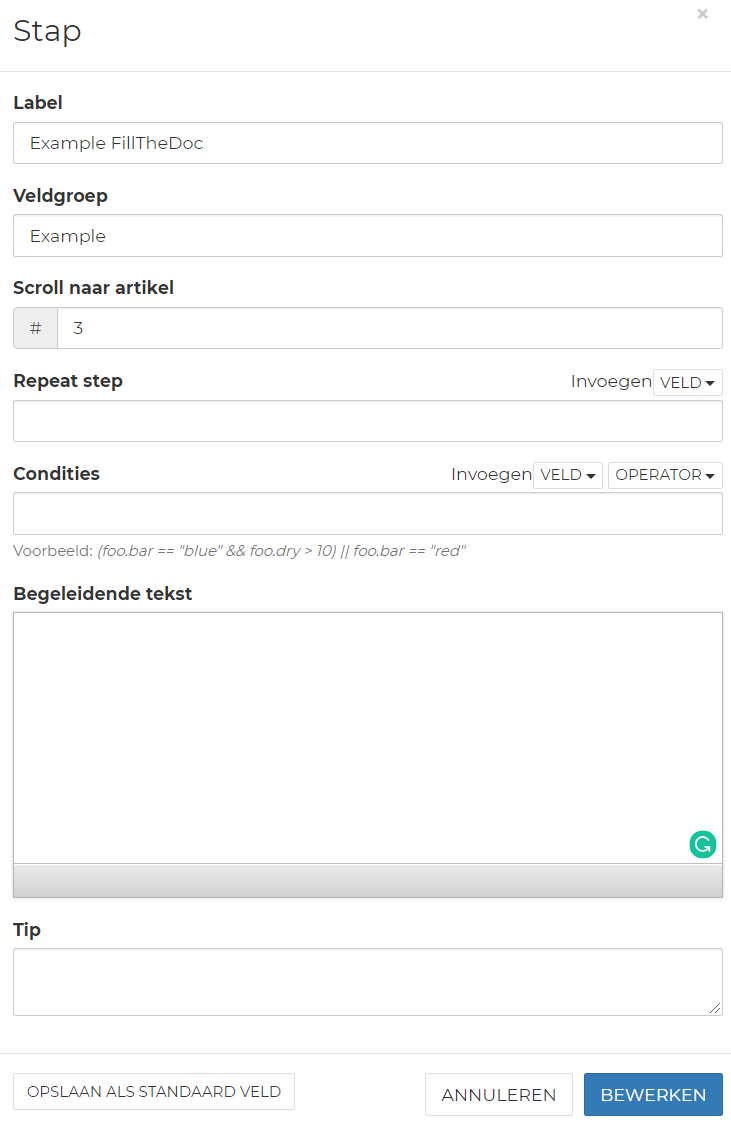 ×
Stap
Label
Example FillTheDoc
Veldgroep
Example
Scroll naar artikel
# 3
Repeat step Invoegen VELD
Condities Invoegen VELD OPERATOR
Voorbeeld: (foo.bar == "blue" && foo.dry > 10) || foo.bar == "red"
Begeleidende tekst
G
Tip
OPSLAAN ALS STANDAARD VELD ANNULEREN BEWERKEN